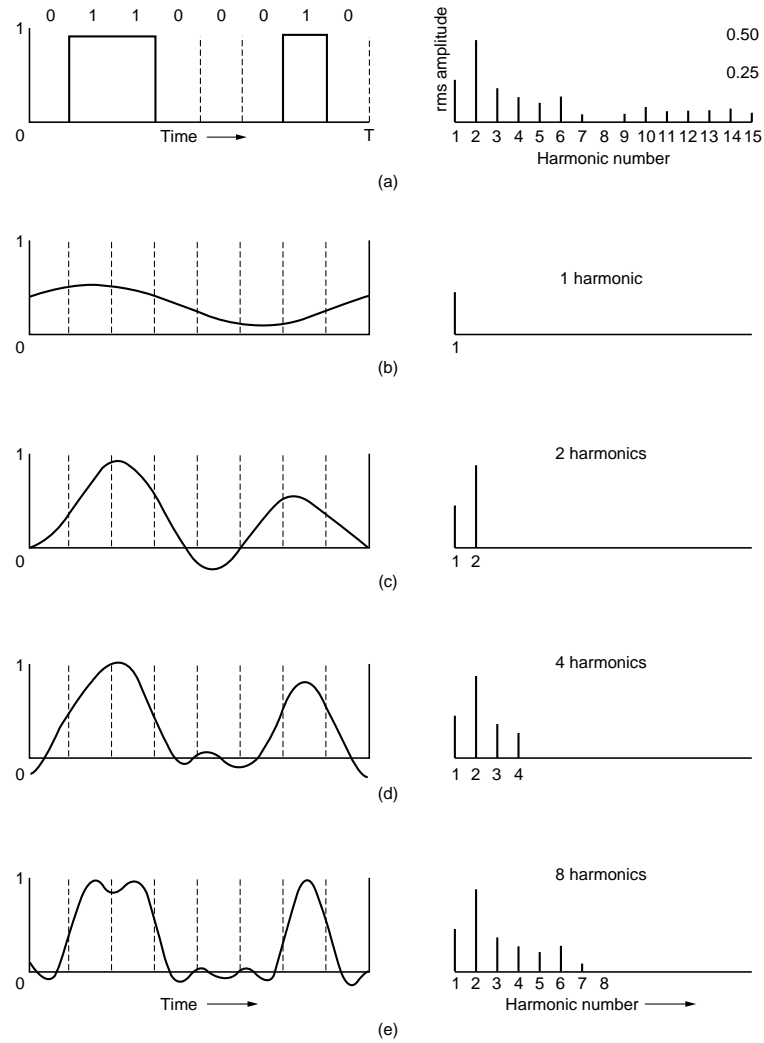 0 1 1 0 0 0 1 0
1
0
Time
T
rms amplitude
0.50
0.25
1 2 3 4 5 6 7 8 9 10 11 12 13 14 15
Harmonic number
(a)
1
0
1 harmonic
1
(b)
1
0
2 harmonics
1 2
(c)
1
0
4 harmonics
1 2 3 4
(d)
1
0
Time
8 harmonics
1 2 3 4 5 6 7 8
Harmonic number
(e)